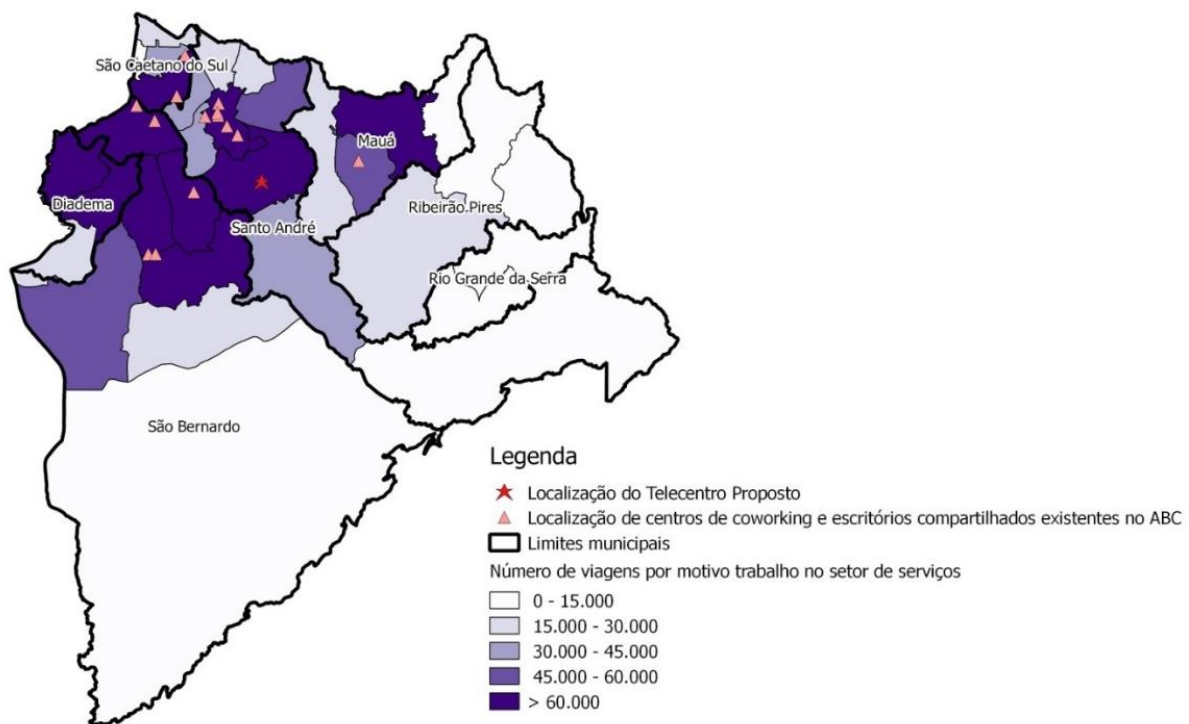 São Caetano do Sul
Mauá
Diadema
Ribeirão Pires
Santo André
Rio Grande da Serra
São Bernardo
Legenda
Localização do Telecentro Proposto
Localização de centros de coworking e escritórios compartilhados existentes no ABC
Limites municipais
Número de viagens por motivo trabalho no setor de serviços
0 - 15.000
15.000 - 30.000
30.000 - 45.000
45.000 - 60.000
> 60.000